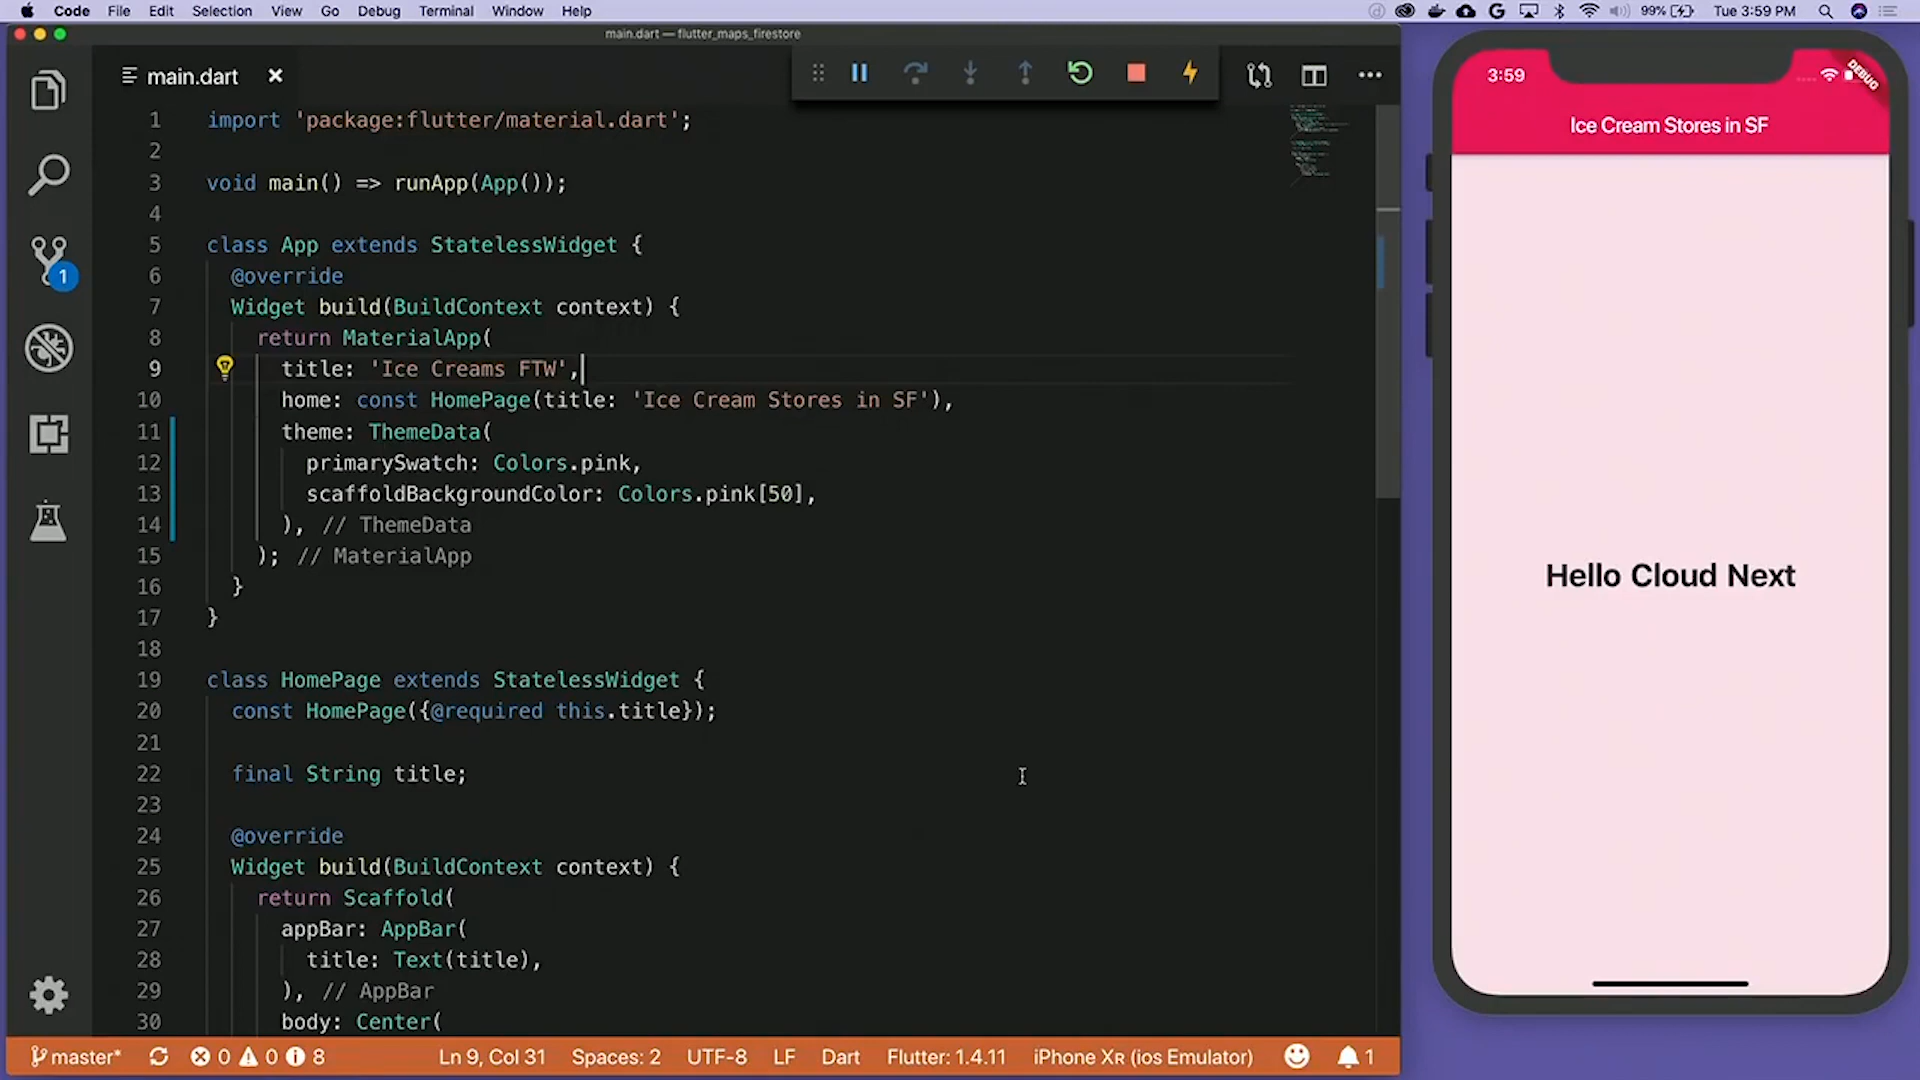 Code File Edit Selection View Go Debug Terminal Window Help 99% Tue 3:59 PM
main.dart — flutter_maps_firestore
main.dart
1 import 'package:flutter/material.dart';
2
3 void main() => runApp(App());
4
5 class App extends StatelessWidget {
6 @override
7 Widget build(BuildContext context) {
8 return MaterialApp(
9 title: 'Ice Creams FTW',
10 home: const HomePage(title: 'Ice Cream Stores in SF'),
11 theme: ThemeData(
12 primarySwatch: Colors.pink,
13 scaffoldBackgroundColor: Colors.pink[50],
14 ), // ThemeData
15 ); // MaterialApp
16 }
17 }
18
19 class HomePage extends StatelessWidget {
20 const HomePage({@required this.title});
21
22 final String title;
23
24 @override
25 Widget build(BuildContext context) {
26 return Scaffold(
27 appBar: AppBar(
28 title: Text(title),
29 ), // AppBar
30 body: Center(
1
master* 0 0 8 Ln 9, Col 31 Spaces: 2 UTF-8 LF Dart Flutter: 1.4.11 iPhone XR (ios Emulator) 1
3:59
DEBUG
Ice Cream Stores in SF
Hello Cloud Next